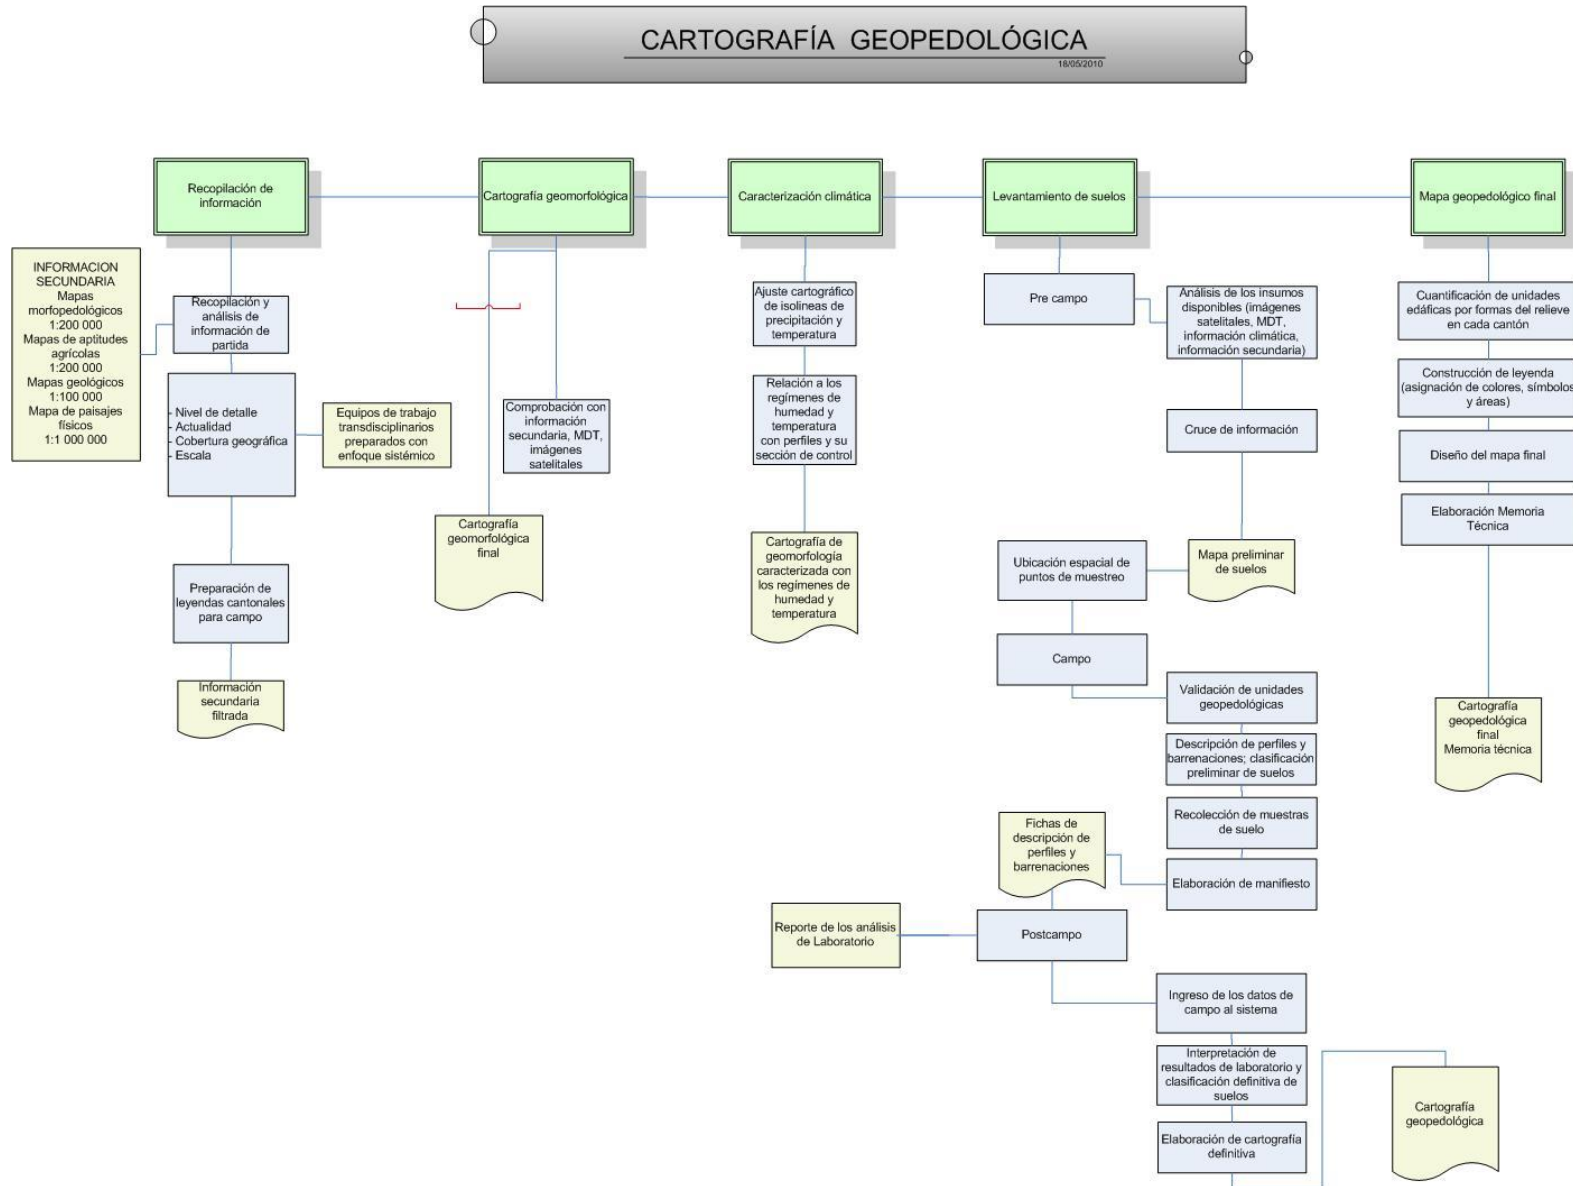 CARTOGRAFÍA GEOPEDOLÓGICA
18/05/2010
Recopilación de
información
Cartografía geomorfológica
Caracterización climática
Levantamiento de suelos
Mapa geopedológico final
INFORMACION
SECUNDARIA
Mapas
morfopedológicos
1:200 000
Mapas de aptitudes
agrícolas
1:200 000
Mapas geológicos
1:100 000
Mapa de paisajes
físicos
1:1 000 000
Recopilación y
análisis de
información de
partida
- Nivel de detalle
- Actualidad
- Cobertura geográfica
- Escala
Equipos de trabajo
transdisciplinarios
preparados con
enfoque sistémico
Preparación de
leyendas cantonales
para campo
Información
secundaria
filtrada
Comprobación con
información
secundaria, MDT,
imágenes
satelitales
Cartografía
geomorfológica
final
Ajuste cartográfico
de isolineas de
precipitación y
temperatura
Relación a los
regímenes de
humedad y
temperatura
con perfiles y su
sección de control
Cartografía de
geomorfología
caracterizada con
los regímenes de
humedad y
temperatura
Pre campo
Análisis de los insumos
disponibles (imágenes
satelitales, MDT,
información climática,
información secundaria)
Cruce de información
Mapa preliminar
de suelos
Ubicación espacial de
puntos de muestreo
Campo
Validación de unidades
geopedológicas
Descripción de perfiles y
barrenaciones; clasificación
preliminar de suelos
Recolección de muestras
de suelo
Elaboración de manifiesto
Fichas de
descripción de
perfiles y
barrenaciones
Postcampo
Reporte de los análisis
de Laboratorio
Ingreso de los datos de
campo al sistema
Interpretación de
resultados de laboratorio y
clasificación definitiva de
suelos
Elaboración de cartografía
definitiva
Cartografía
geopedológica
Cuantificación de unidades
edáficas por formas del relieve
en cada cantón
Construcción de leyenda
(asignación de colores, símbolos
y áreas)
Diseño del mapa final
Elaboración Memoria
Técnica
Cartografía
geopedológica
final
Memoria técnica